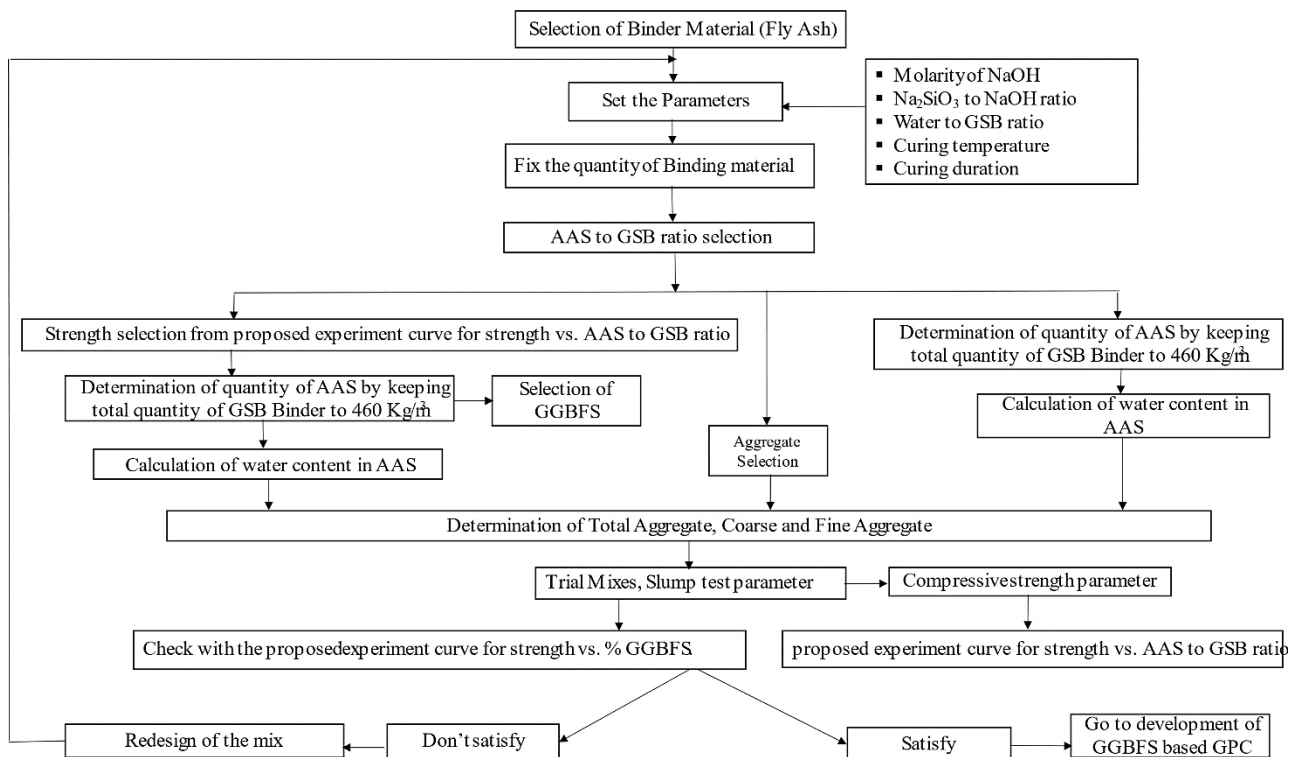 Selection of Binder Material (Fly Ash)
Set the Parameters
▪ Molarity of NaOH
▪ Na₂SiO₃ to NaOH ratio
▪ Water to GSB ratio
▪ Curing temperature
▪ Curing duration
Fix the quantity of Binding material
AAS to GSB ratio selection
Strength selection from proposed experiment curve for strength vs. AAS to GSB ratio
Determination of quantity of AAS by keeping
total quantity of GSB Binder to 460 Kg/m³
Selection of
GGBFS
Calculation of water content in AAS
Aggregate
Selection
Determination of quantity of AAS by keeping
total quantity of GSB Binder to 460 Kg/m³
Calculation of water content in
AAS
Determination of Total Aggregate, Coarse and Fine Aggregate
Trial Mixes, Slump test parameter
Compressive strength parameter
Check with the proposed experiment curve for strength vs. % GGBFS.
proposed experiment curve for strength vs. AAS to GSB ratio
Redesign of the mix
Don't satisfy
Satisfy
Go to development of
GGBFS based GPC